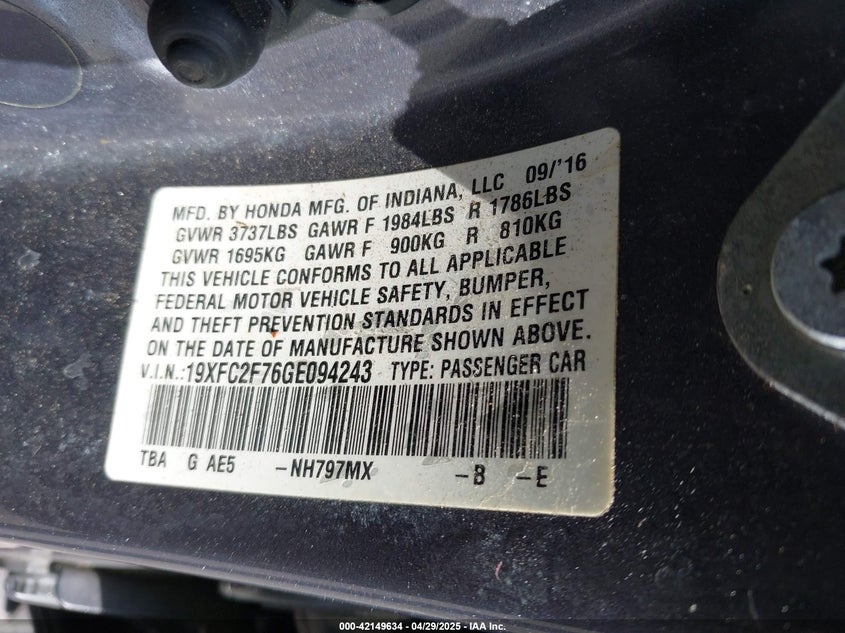 MFD. BY HONDA MFG. OF INDIANA, LLC 09/'16
GVWR 3737LBS GAWR F 1984LBS R 1786LBS
GVWR 1695KG GAWR F 900KG R 810KG
THIS VEHICLE CONFORMS TO ALL APPLICABLE
FEDERAL MOTOR VEHICLE SAFETY, BUMPER,
AND THEFT PREVENTION STANDARDS IN EFFECT
ON THE DATE OF MANUFACTURE SHOWN ABOVE.
V.I.N.:19XFC2F76GE094243 TYPE: PASSENGER CAR
TBA G AE5 -NH797MX -B -E
000-42149634 - 04/29/2025 - Copyright IAA, Inc.